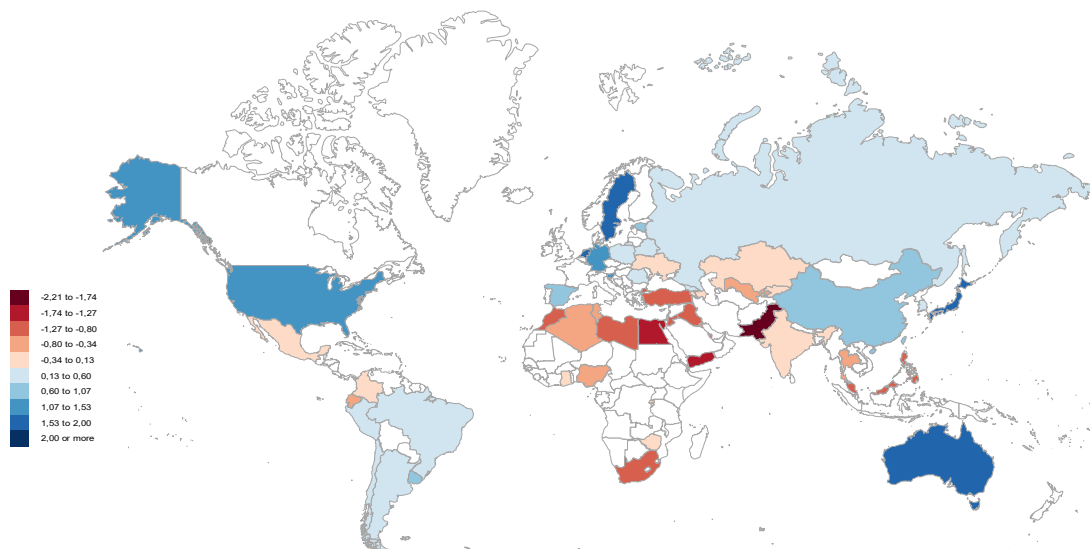 -2,21 to -1,74
-1,74 to -1,27
-1,27 to -0,80
-0,80 to -0,34
-0,34 to 0,13
0,13 to 0,60
0,60 to 1,07
1,07 to 1,53
1,53 to 2,00
2,00 or more